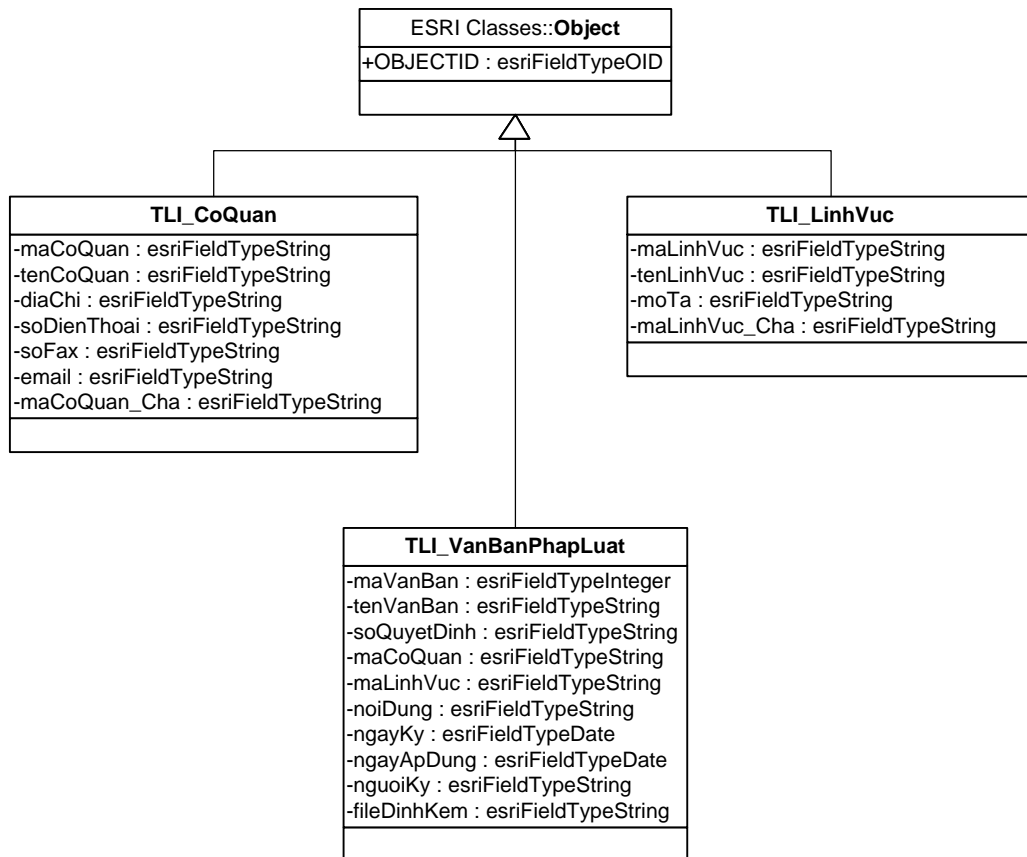 ESRI Classes::Object
+OBJECTID : esriFieldTypeOID
TLI_CoQuan
-maCoQuan : esriFieldTypeString
-tenCoQuan : esriFieldTypeString
-diaChi : esriFieldTypeString
-soDienThoai : esriFieldTypeString
-soFax : esriFieldTypeString
-email : esriFieldTypeString
-maCoQuan_Cha : esriFieldTypeString
TLI_LinhVuc
-maLinhVuc : esriFieldTypeString
-tenLinhVuc : esriFieldTypeString
-moTa : esriFieldTypeString
-maLinhVuc_Cha : esriFieldTypeString
TLI_VanBanPhapLuat
-maVanBan : esriFieldTypeInteger
-tenVanBan : esriFieldTypeString
-soQuyetDinh : esriFieldTypeString
-maCoQuan : esriFieldTypeString
-maLinhVuc : esriFieldTypeString
-noiDung : esriFieldTypeString
-ngayKy : esriFieldTypeDate
-ngayApDung : esriFieldTypeDate
-nguoiKy : esriFieldTypeString
-fileDinhKem : esriFieldTypeString